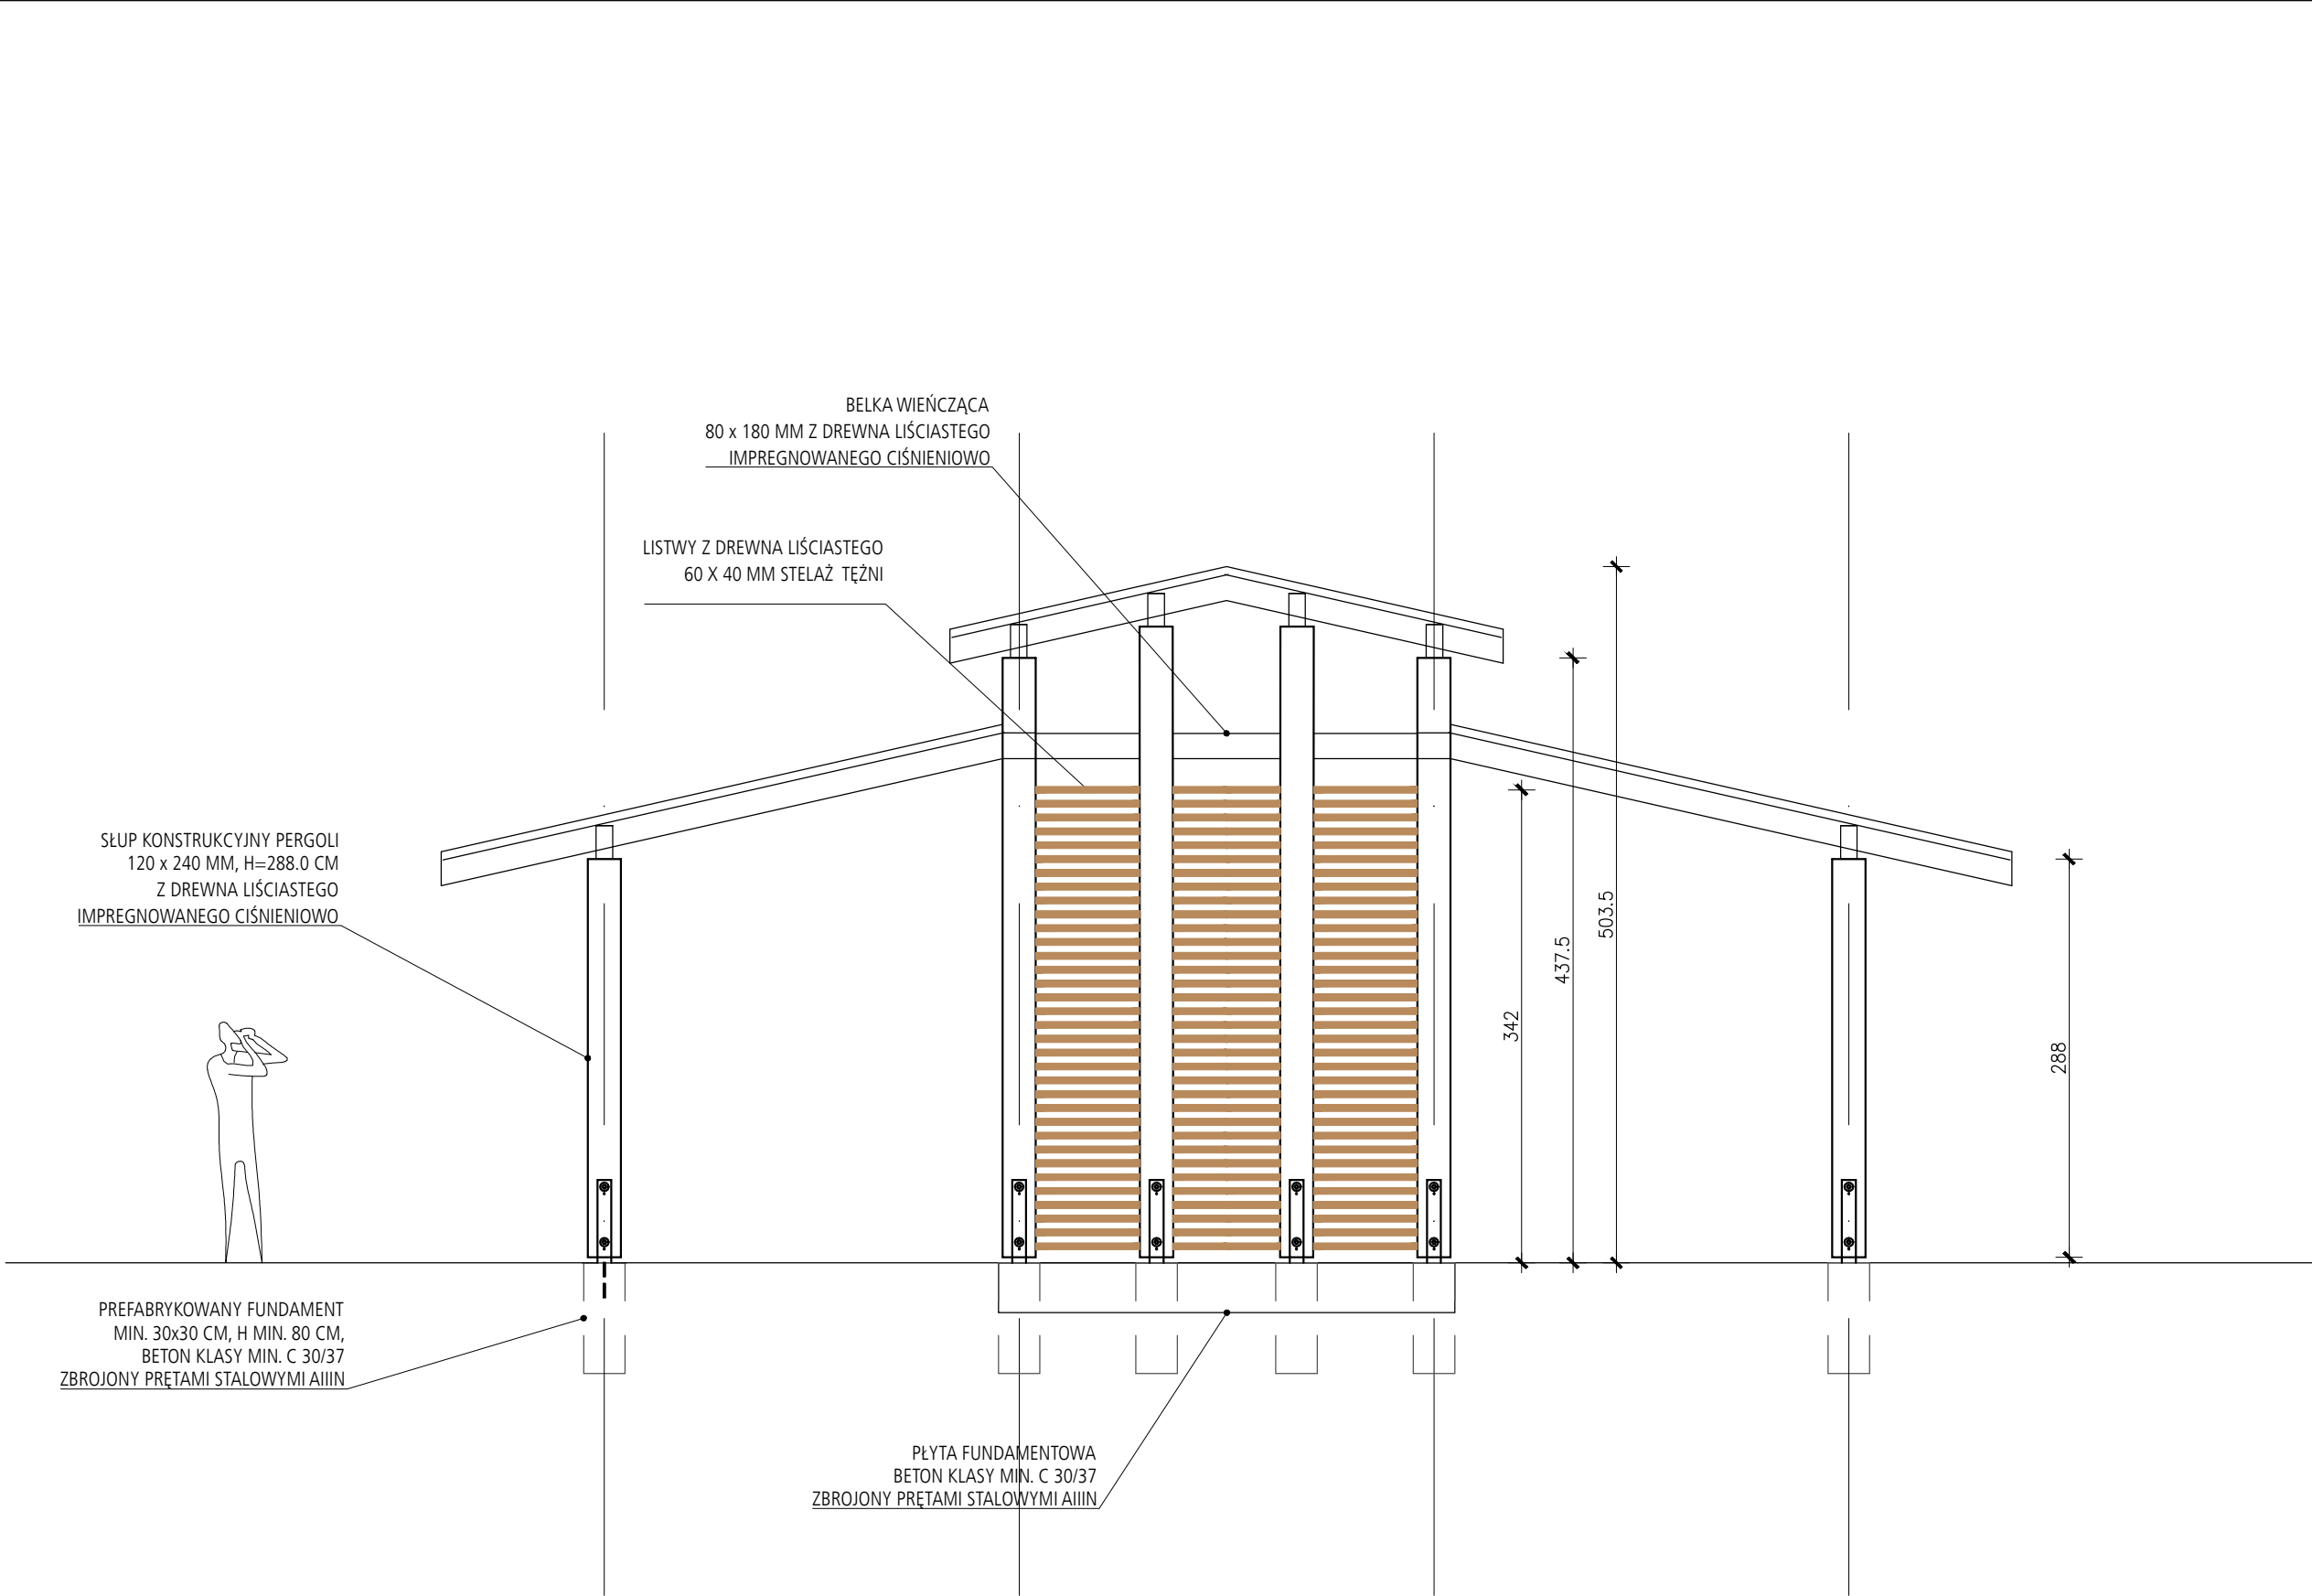 BELKA WIEŃCZĄCA
80 x 180 MM Z DREWNA LIŚCIASTEGO
IMPREGNOWANEGO CIŚNIENIOWO
LISTWY Z DREWNA LIŚCIASTEGO
60 X 40 MM STELAŻ TĘŻNI
SŁUP KONSTRUKCYJNY PERGOLI
120 x 240 MM, H=288.0 CM
Z DREWNA LIŚCIASTEGO
IMPREGNOWANEGO CIŚNIENIOWO
342
437.5
503.5
288
PREFABRYKOWANY FUNDAMENT
MIN. 30x30 CM, H MIN. 80 CM,
BETON KLASY MIN. C 30/37
ZBROJONY PRĘTAMI STALOWYMI AIIIN
PŁYTA FUNDAMENTOWA
BETON KLASY MIN. C 30/37
ZBROJONY PRĘTAMI STALOWYMI AIIIN